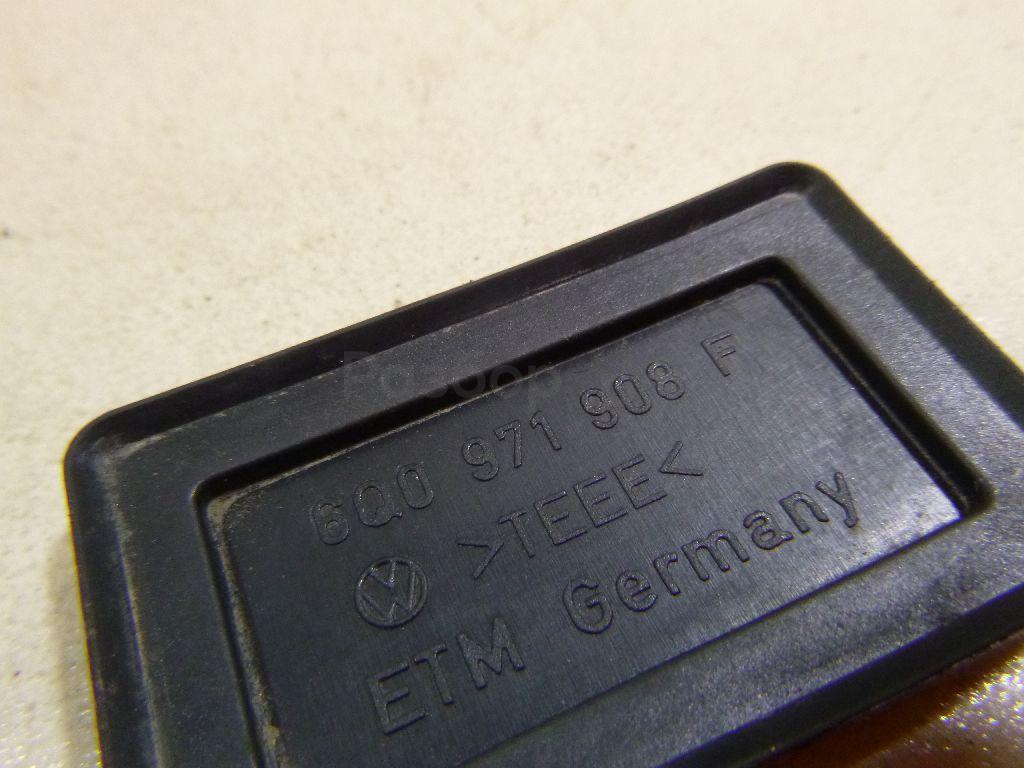 6Q0 971 908 F
>TEEE<
ETM Germany